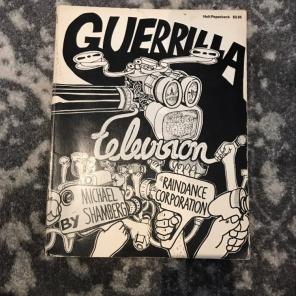 Holt Paperback $3.95
GUERRILLA
Television
BY MICHAEL SHAMBERG
& RAINDANCE CORPORATION